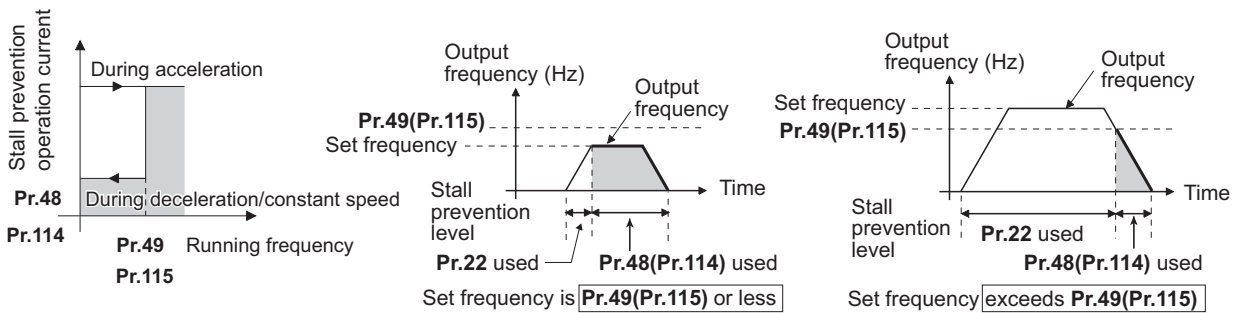 Stall prevention
operation current
During acceleration
Pr.48
During deceleration/constant speed
Pr.114
Pr.49
Running frequency
Pr.115
Output
frequency (Hz)
Output
frequency
Pr.49(Pr.115)
Set frequency
Time
Stall
prevention
level
Pr.22 used
Pr.48(Pr.114) used
Set frequency is Pr.49(Pr.115) or less
Output
frequency (Hz)
Output
frequency
Set frequency
Pr.49(Pr.115)
Time
Stall
prevention
level
Pr.22 used
Pr.48(Pr.114) used
Set frequency exceeds Pr.49(Pr.115)